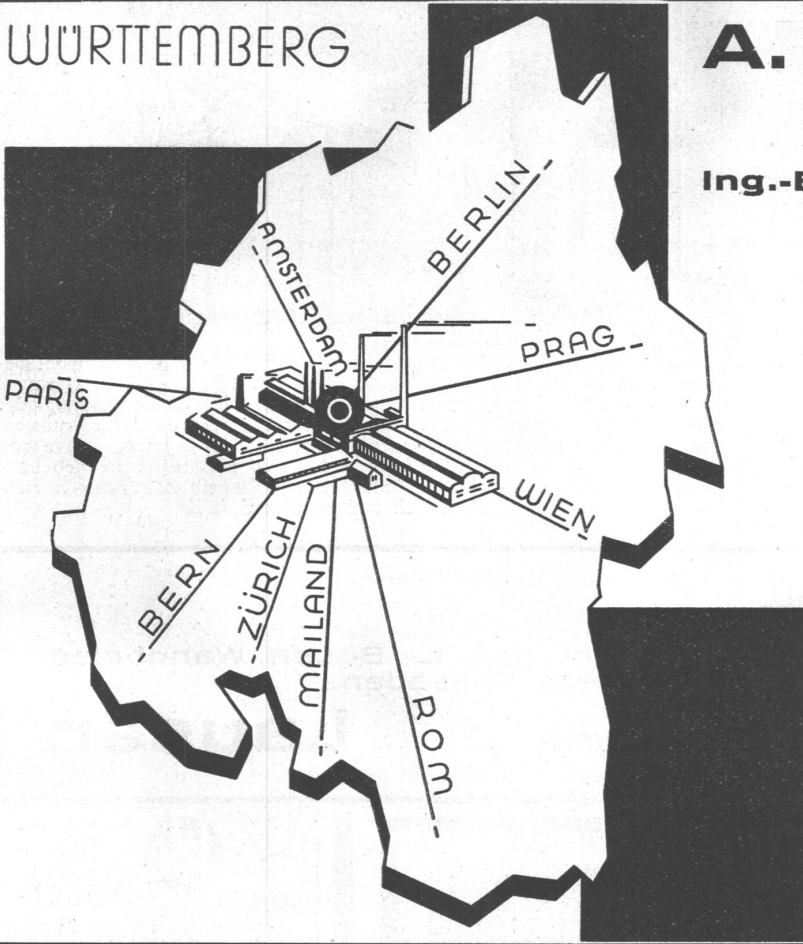 WÜRTTEMBERG
A.
Ing.-B
AMSTERDAM
BERLIN
PRAG
PARIS
WIEN
BERN
ZÜRICH
MAILAND
ROM